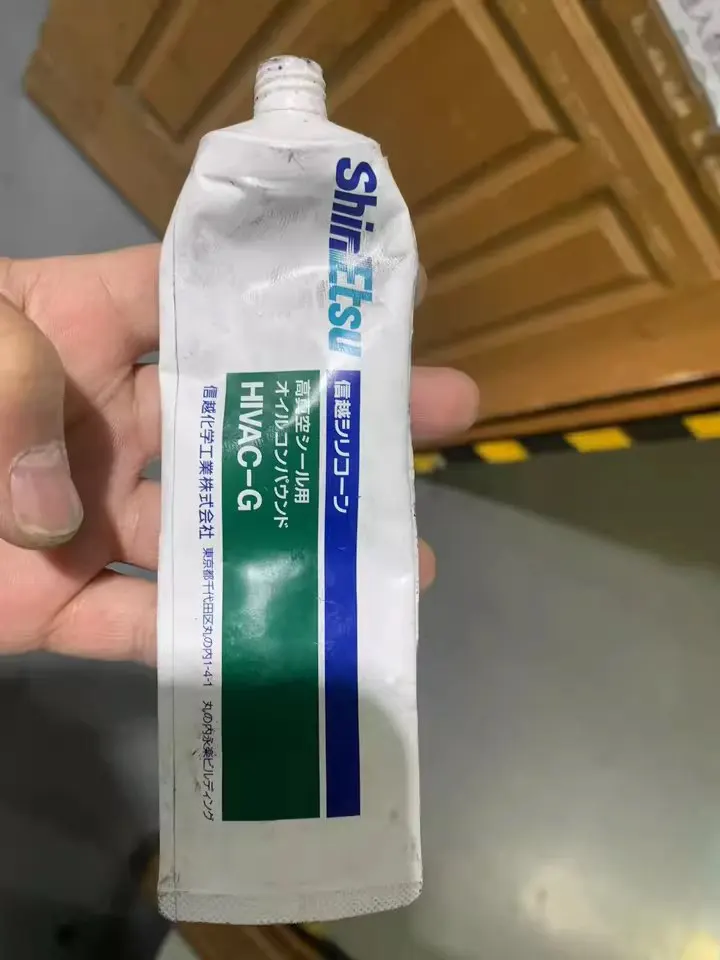 ShinEtsu
信越シリコーン
高真空シール用
オイルコンパウンド
HIVAC-G
信越化学工業株式会社 東京都千代田区丸の内1-4-1 丸の内永楽ビルディング